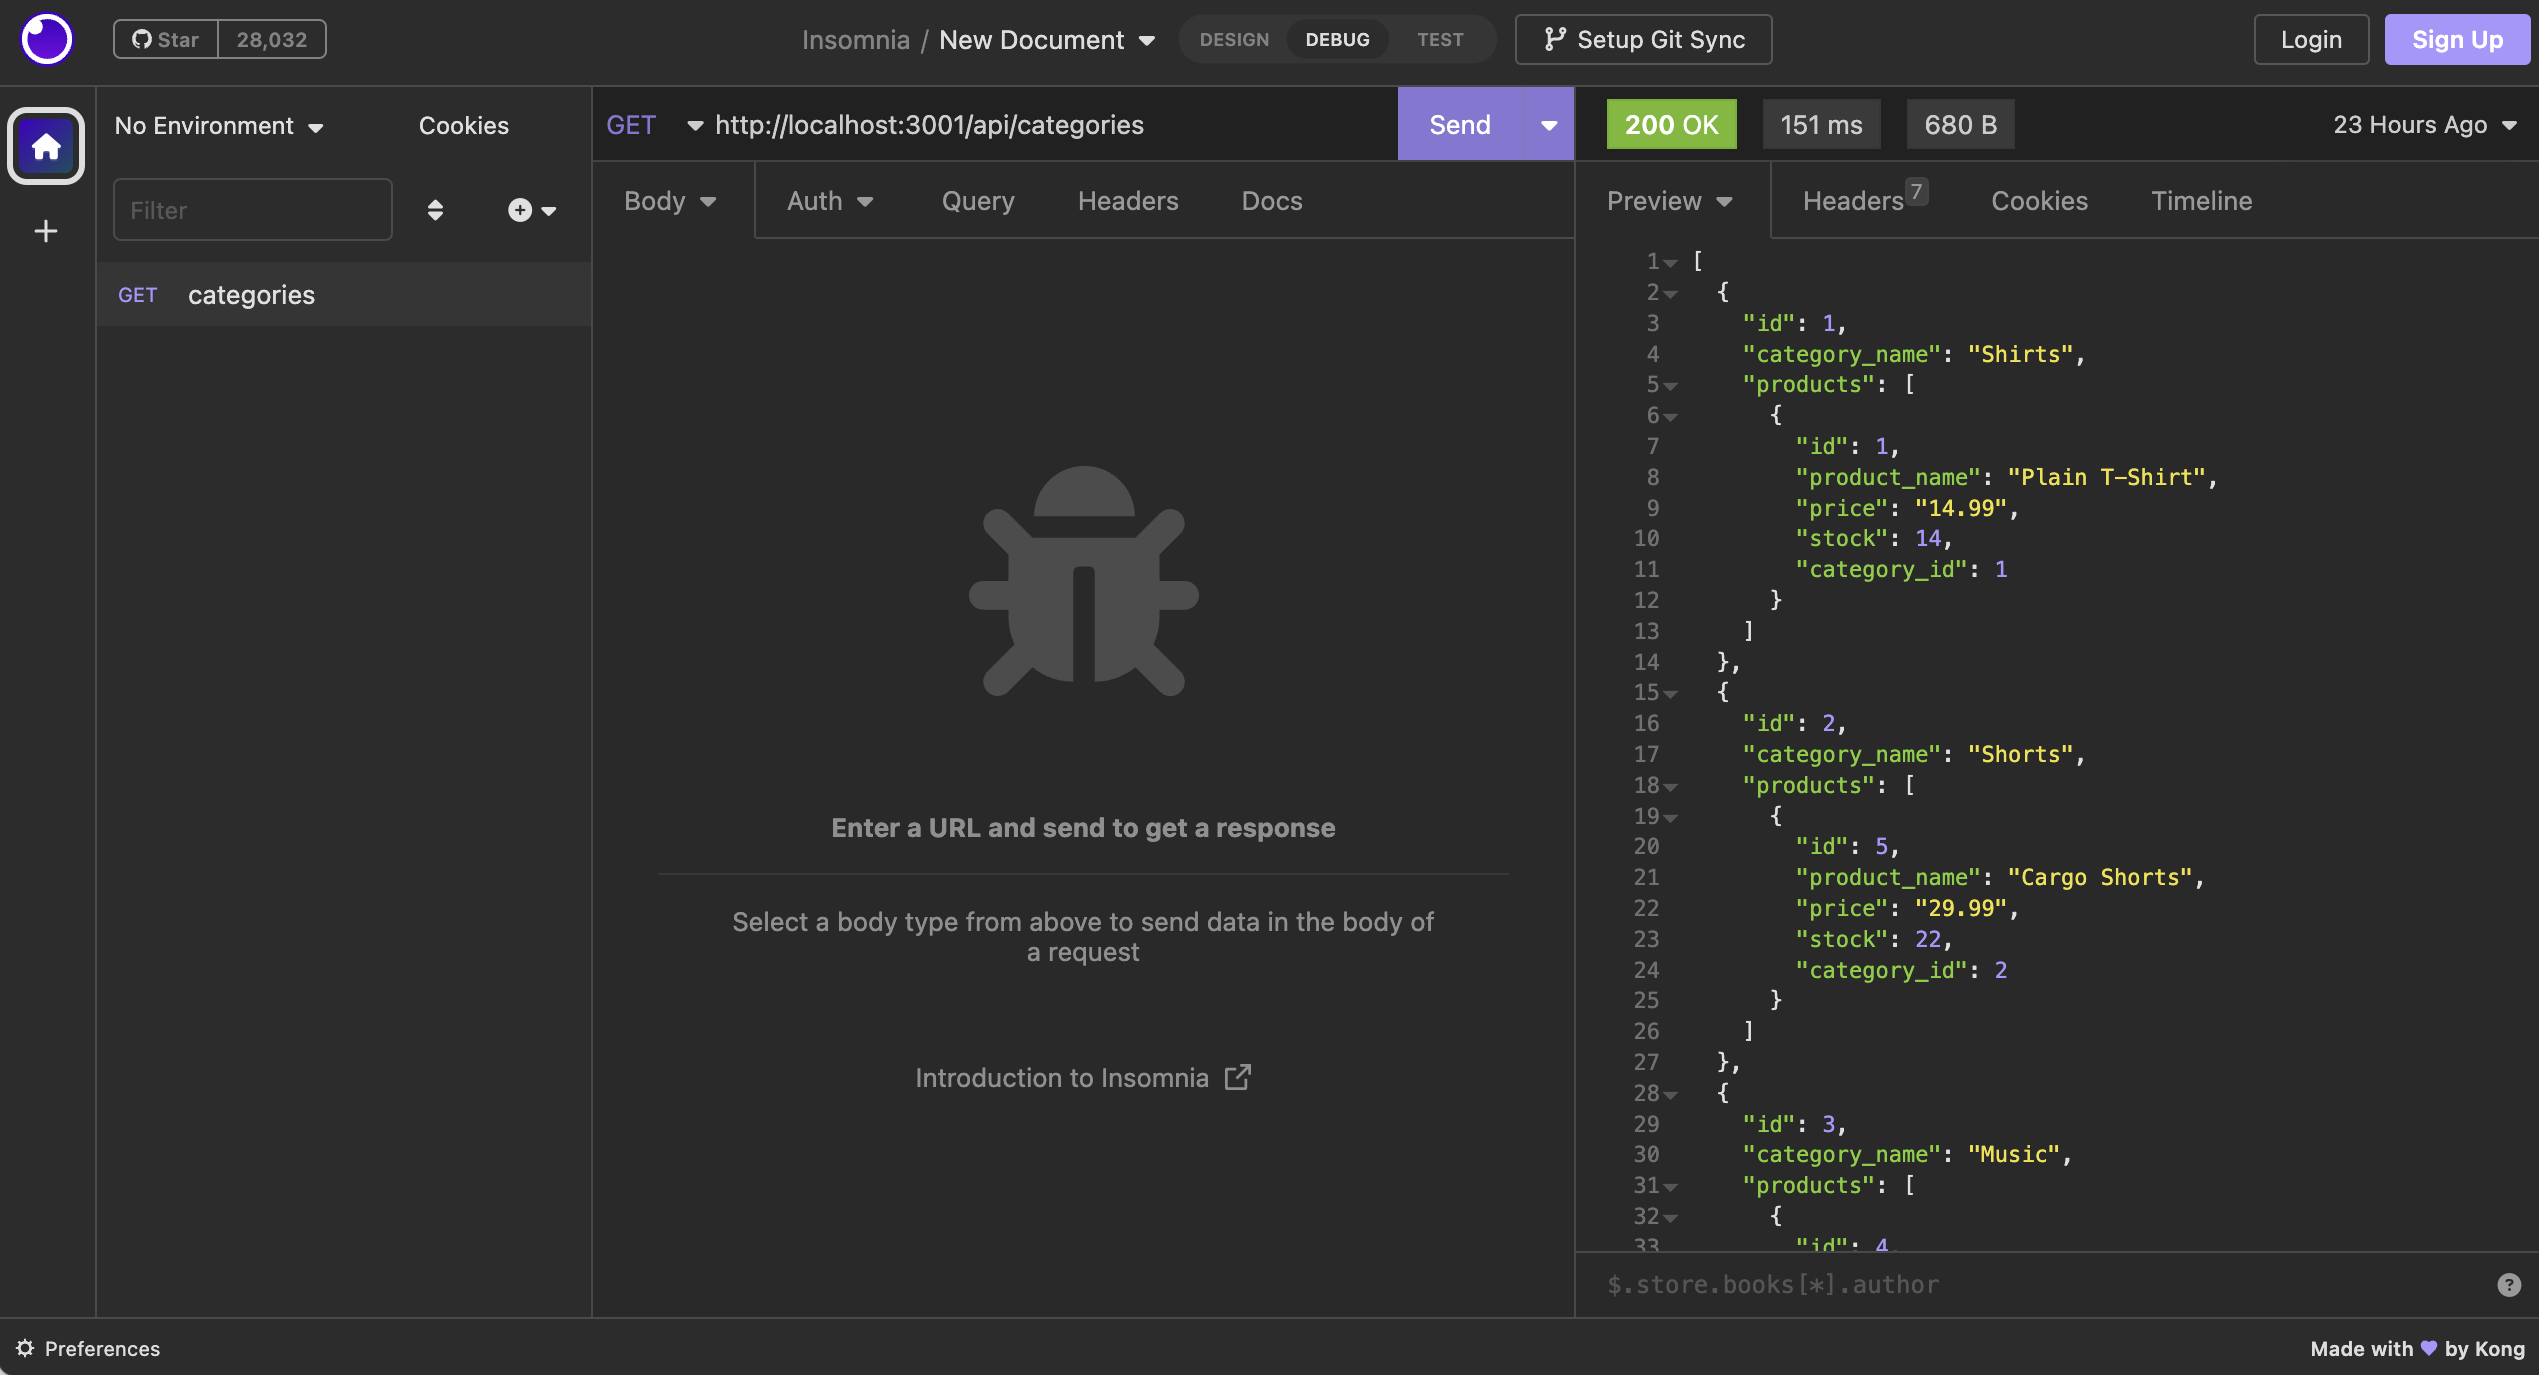 Star 28,032
Insomnia / New Document
DESIGN DEBUG TEST
Setup Git Sync
Login
Sign Up
No Environment
Cookies
Filter
GET categories
GET http://localhost:3001/api/categories
Send
Body
Auth
Query
Headers
Docs
Enter a URL and send to get a response
Select a body type from above to send data in the body of
a request
Introduction to Insomnia
200 OK
151 ms
680 B
23 Hours Ago
Preview
Headers 7
Cookies
Timeline
1 [
2 {
3 "id": 1,
4 "category_name": "Shirts",
5 "products": [
6 {
7 "id": 1,
8 "product_name": "Plain T-Shirt",
9 "price": "14.99",
10 "stock": 14,
11 "category_id": 1
12 }
13 ]
14 },
15 {
16 "id": 2,
17 "category_name": "Shorts",
18 "products": [
19 {
20 "id": 5,
21 "product_name": "Cargo Shorts",
22 "price": "29.99",
23 "stock": 22,
24 "category_id": 2
25 }
26 ]
27 },
28 {
29 "id": 3,
30 "category_name": "Music",
31 "products": [
32 {
33 "id": 4,
$.store.books[*].author
?
Preferences
Made with 💜 by Kong